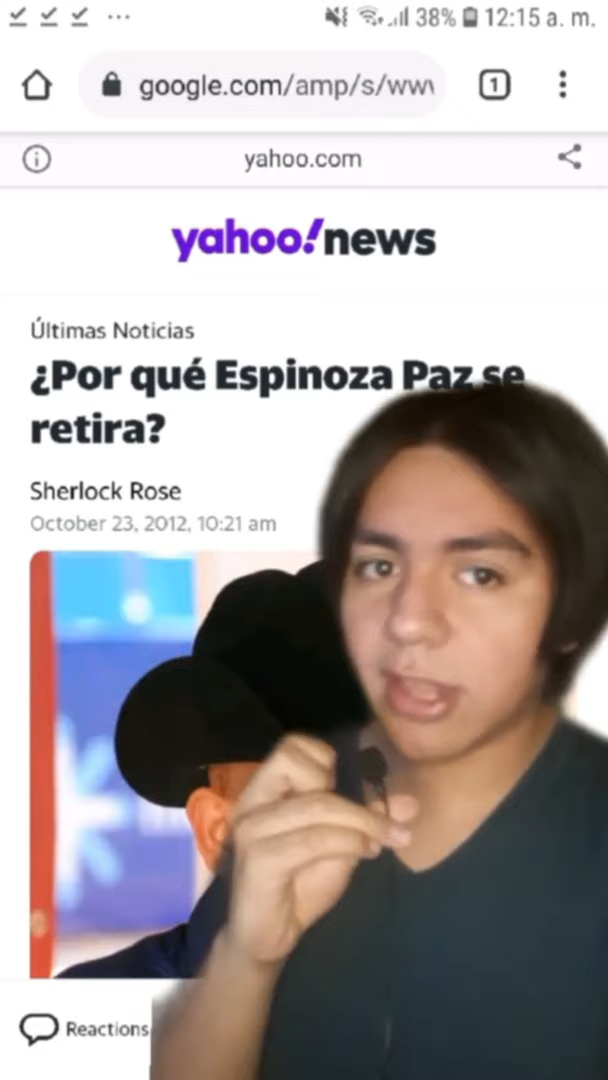 38% 12:15 a. m.
google.com/amp/s/www
1
yahoo.com
yahoo!news
Últimas Noticias
¿Por qué Espinoza Paz se
retira?
Sherlock Rose
October 23, 2012, 10:21 am
Reactions